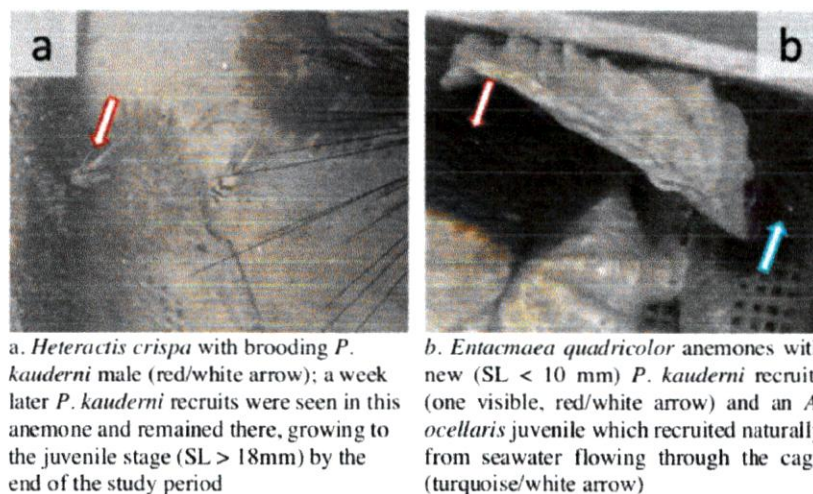 a
b
a. Heteractis crispa with brooding P.
kauderni male (red/white arrow); a week
later P. kauderni recruits were seen in this
anemone and remained there, growing to
the juvenile stage (SL > 18mm) by the
end of the study period
b. Entacmaea quadricolor anemones with
new (SL < 10 mm) P. kauderni recruit
(one visible, red/white arrow) and an A
ocellaris juvenile which recruited naturall
from seawater flowing through the cag
(turquoise/white arrow)